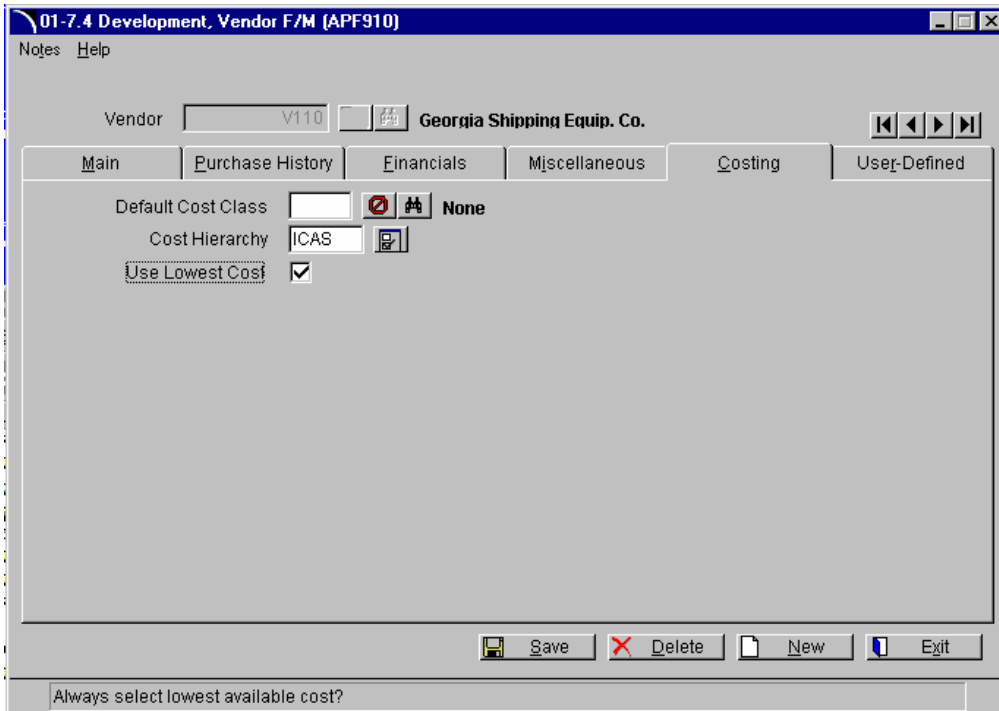 01-7.4 Development, Vendor F/M (APF910)
Notes Help
Vendor V110 Georgia Shipping Equip. Co.
Main Purchase History Financials Miscellaneous Costing User-Defined
Default Cost Class None
Cost Hierarchy ICAS
Use Lowest Cost
Save Delete New Exit
Always select lowest available cost?